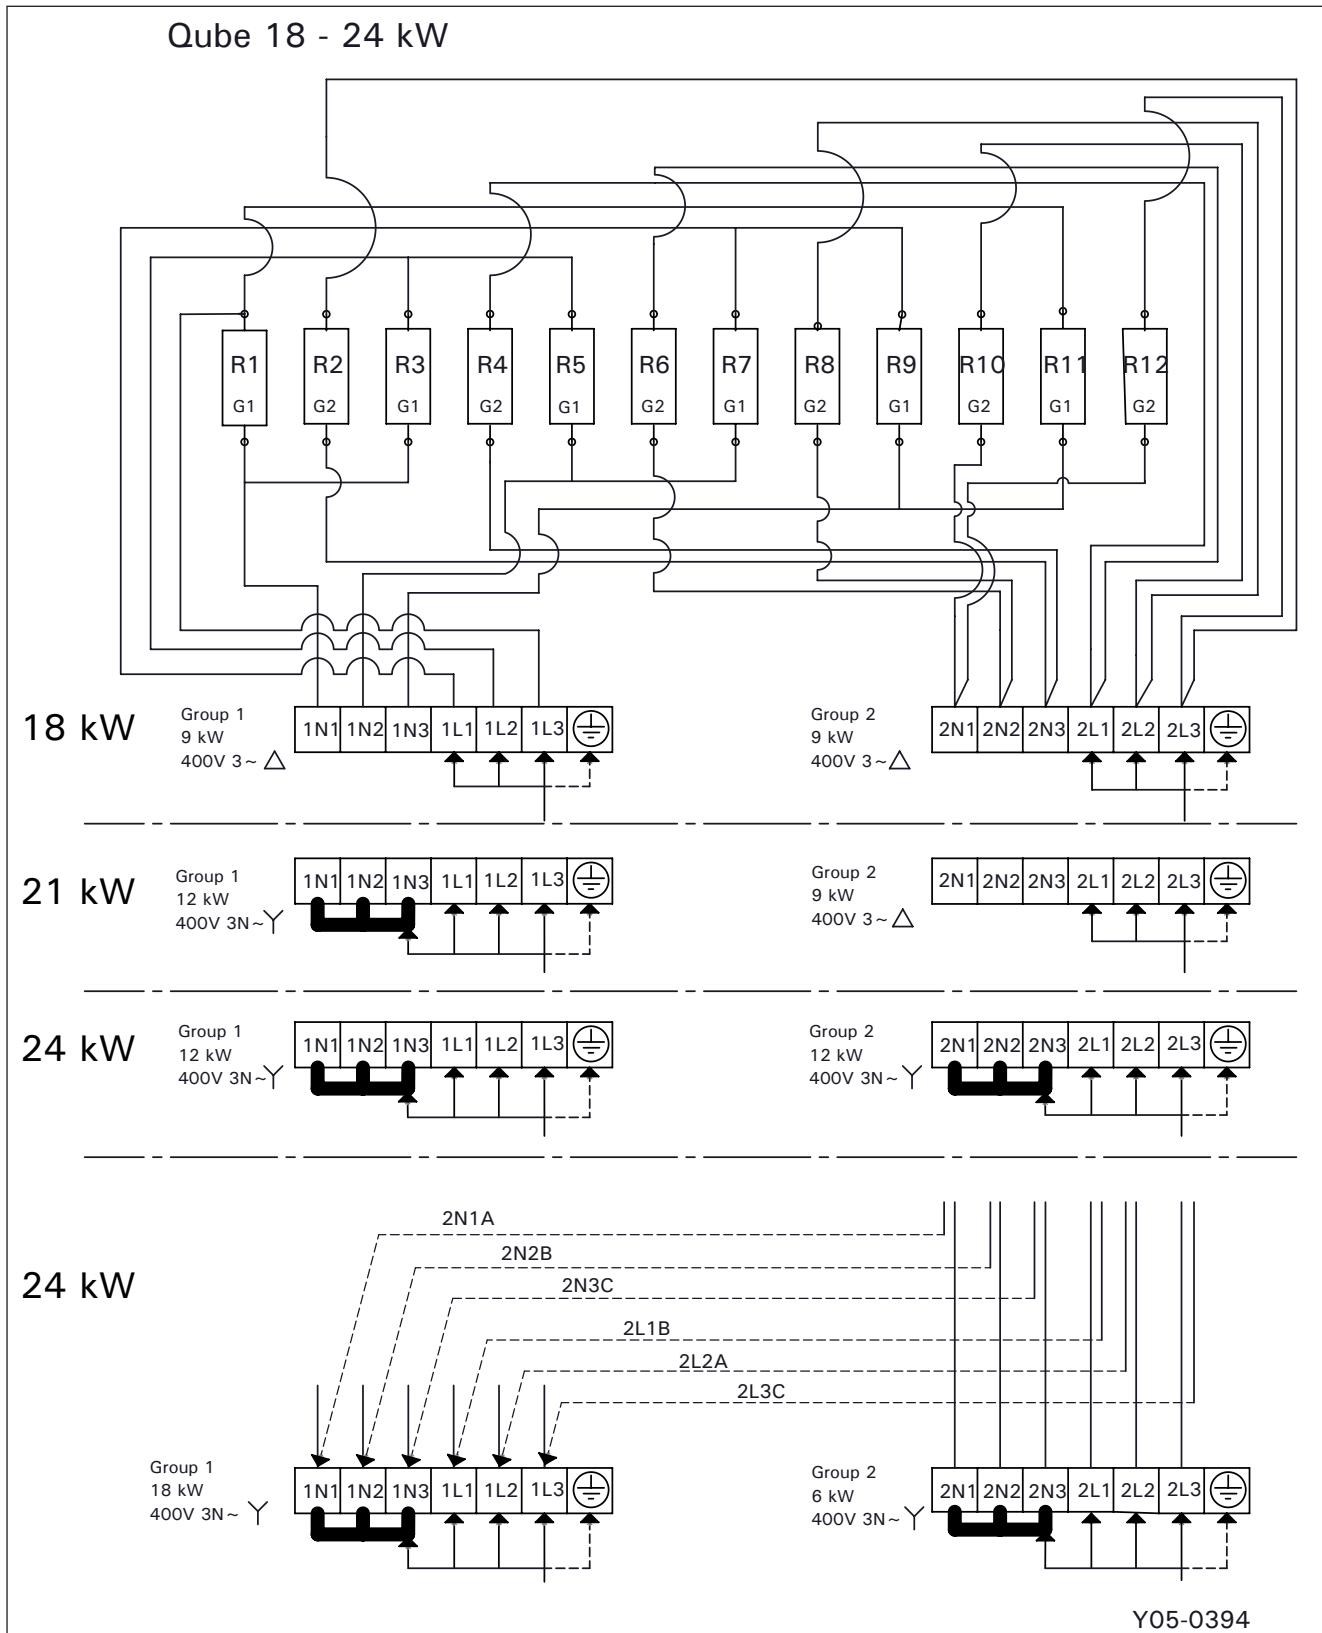 Qube 18 - 24 kW
R1 R2 R3 R4 R5 R6 R7 R8 R9 R10 R11 R12
G1 G2 G1 G2 G1 G2 G1 G2 G1 G2 G1 G2
18 kW
Group 1
9 kW
400V 3~
1N1 1N2 1N3 1L1 1L2 1L3
Group 2
9 kW
400V 3~
2N1 2N2 2N3 2L1 2L2 2L3
21 kW
Group 1
12 kW
400V 3N~
1N1 1N2 1N3 1L1 1L2 1L3
Group 2
9 kW
400V 3~
2N1 2N2 2N3 2L1 2L2 2L3
24 kW
Group 1
12 kW
400V 3N~
1N1 1N2 1N3 1L1 1L2 1L3
Group 2
12 kW
400V 3N~
2N1 2N2 2N3 2L1 2L2 2L3
24 kW
2N1A
2N2B
2N3C
2L1B
2L2A
2L3C
Group 1
18 kW
400V 3N~
1N1 1N2 1N3 1L1 1L2 1L3
Group 2
6 kW
400V 3N~
2N1 2N2 2N3 2L1 2L2 2L3
Y05-0394